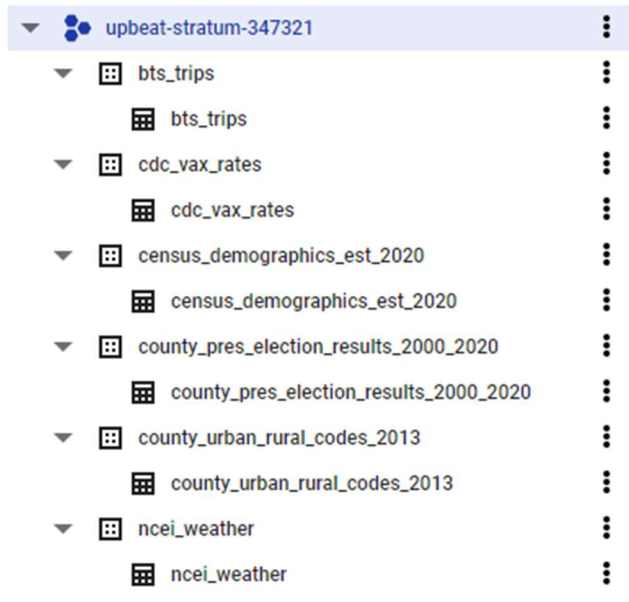 upbeat-stratum-347321
bts_trips
bts_trips
cdc_vax_rates
cdc_vax_rates
census_demographics_est_2020
census_demographics_est_2020
county_pres_election_results_2000_2020
county_pres_election_results_2000_2020
county_urban_rural_codes_2013
county_urban_rural_codes_2013
ncei_weather
ncei_weather